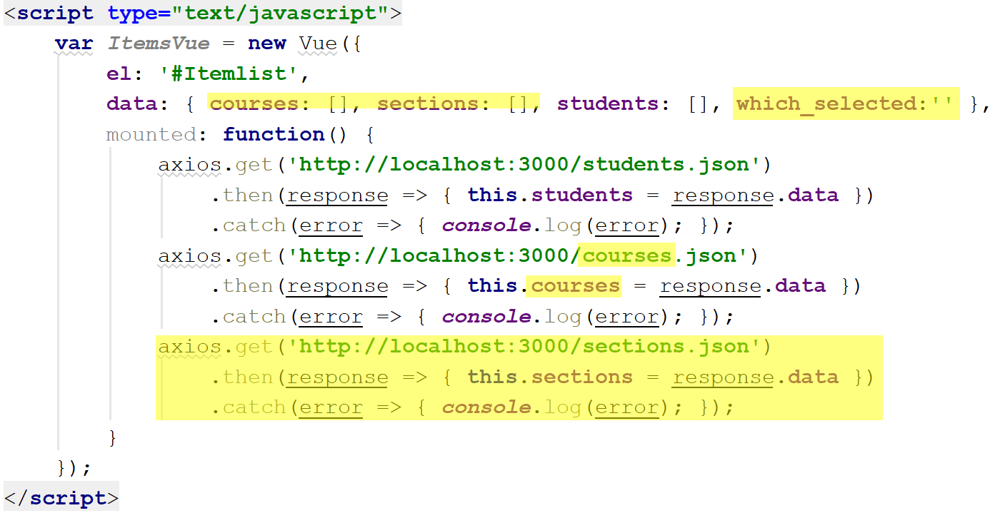 <script type="text/javascript">
    var ItemsVue = new Vue({
        el: '#Itemlist',
        data: { courses: [], sections: [], students: [], which_selected:'' },
        mounted: function() {
            axios.get('http://localhost:3000/students.json')
                .then(response => { this.students = response.data })
                .catch(error => { console.log(error); });
            axios.get('http://localhost:3000/courses.json')
                .then(response => { this.courses = response.data })
                .catch(error => { console.log(error); });
            axios.get('http://localhost:3000/sections.json')
                .then(response => { this.sections = response.data })
                .catch(error => { console.log(error); });
        }
    });
</script>